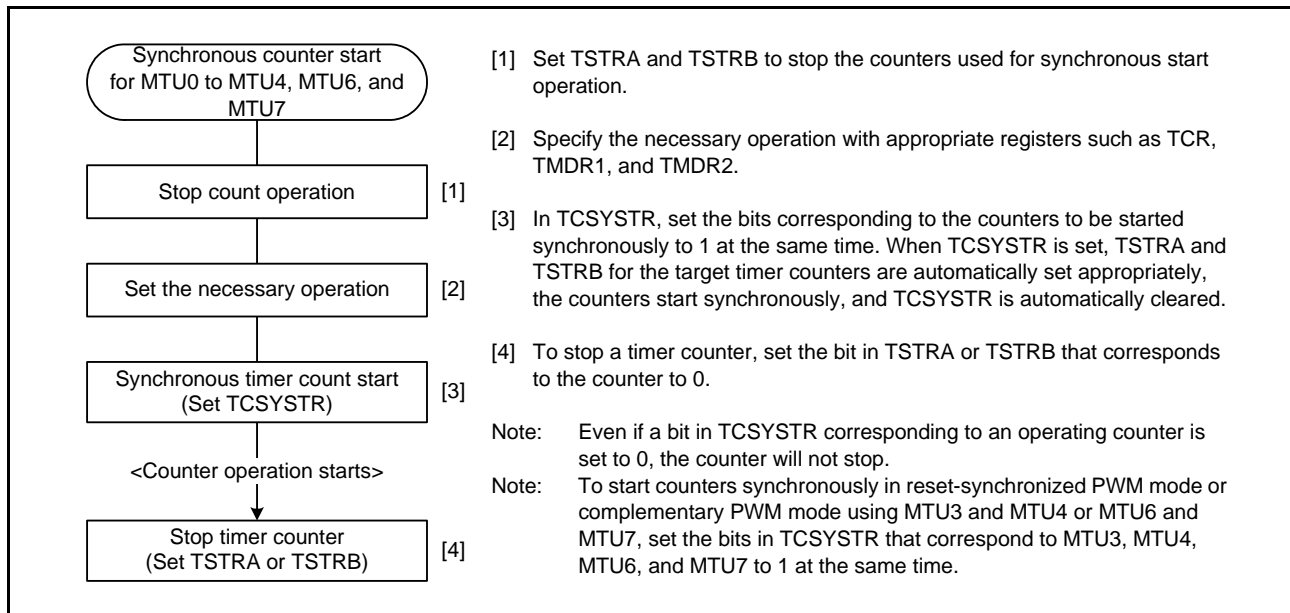 Synchronous counter start
for MTU0 to MTU4, MTU6, and
MTU7
Stop count operation
[1]
Set the necessary operation
[2]
Synchronous timer count start
(Set TCSYSTR)
[3]
<Counter operation starts>
Stop timer counter
(Set TSTRA or TSTRB)
[4]
[1] Set TSTRA and TSTRB to stop the counters used for synchronous start
operation.
[2] Specify the necessary operation with appropriate registers such as TCR,
TMDR1, and TMDR2.
[3] In TCSYSTR, set the bits corresponding to the counters to be started
synchronously to 1 at the same time. When TCSYSTR is set, TSTRA and
TSTRB for the target timer counters are automatically set appropriately,
the counters start synchronously, and TCSYSTR is automatically cleared.
[4] To stop a timer counter, set the bit in TSTRA or TSTRB that corresponds
to the counter to 0.
Note: Even if a bit in TCSYSTR corresponding to an operating counter is
set to 0, the counter will not stop.
Note: To start counters synchronously in reset-synchronized PWM mode or
complementary PWM mode using MTU3 and MTU4 or MTU6 and
MTU7, set the bits in TCSYSTR that correspond to MTU3, MTU4,
MTU6, and MTU7 to 1 at the same time.